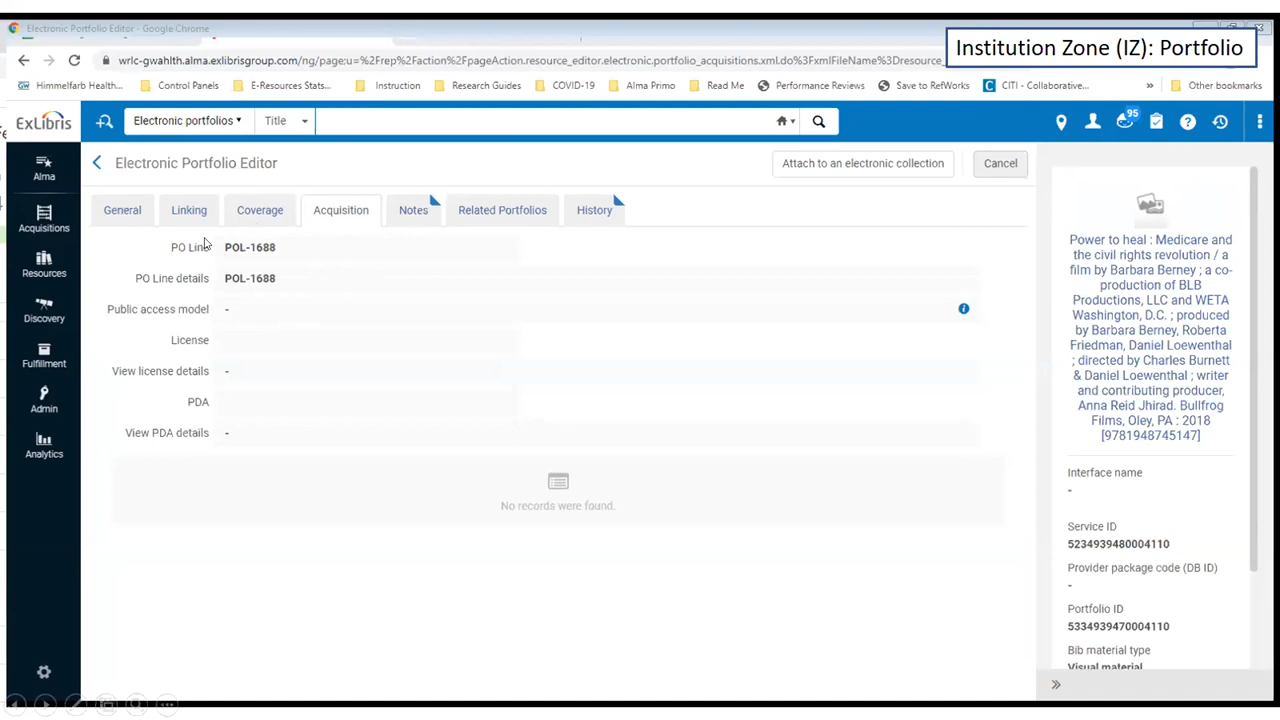 Electronic Portfolio Editor - Google Chrome
Institution Zone (IZ): Portfolio
wrlc-gwahlth.alma.exlibrisgroup.com/ng/page;u=%2Frep%2Faction%2FpageAction.resource_editor.electronic.portfolio_acquisitions.xml.do%3FxmlFileName%3Dresource_
Himmelfarb Health... Control Panels E-Resources Stats... Instruction Research Guides COVID-19 Alma Primo Read Me Performance Reviews Save to RefWorks CITI - Collaborative... » Other bookmarks
ExLibris Electronic portfolios Title 95
Alma
Acquisitions
Resources
Discovery
Fulfillment
Admin
Analytics
Electronic Portfolio Editor Attach to an electronic collection Cancel
General Linking Coverage Acquisition Notes Related Portfolios History
PO Line POL-1688
PO Line details POL-1688
Public access model -
License
View license details -
PDA
View PDA details -
No records were found.
Power to heal : Medicare and
the civil rights revolution / a
film by Barbara Berney ; a co-
production of BLB
Productions, LLC and WETA
Washington, D.C. ; produced
by Barbara Berney, Roberta
Friedman, Daniel Loewenthal
; directed by Charles Burnett
& Daniel Loewenthal ; writer
and contributing producer,
Anna Reid Jhirad. Bullfrog
Films, Oley, PA : 2018
[9781948745147]
Interface name
-
Service ID
5234939480004110
Provider package code (DB ID)
-
Portfolio ID
5334939470004110
Bib material type
Visual material